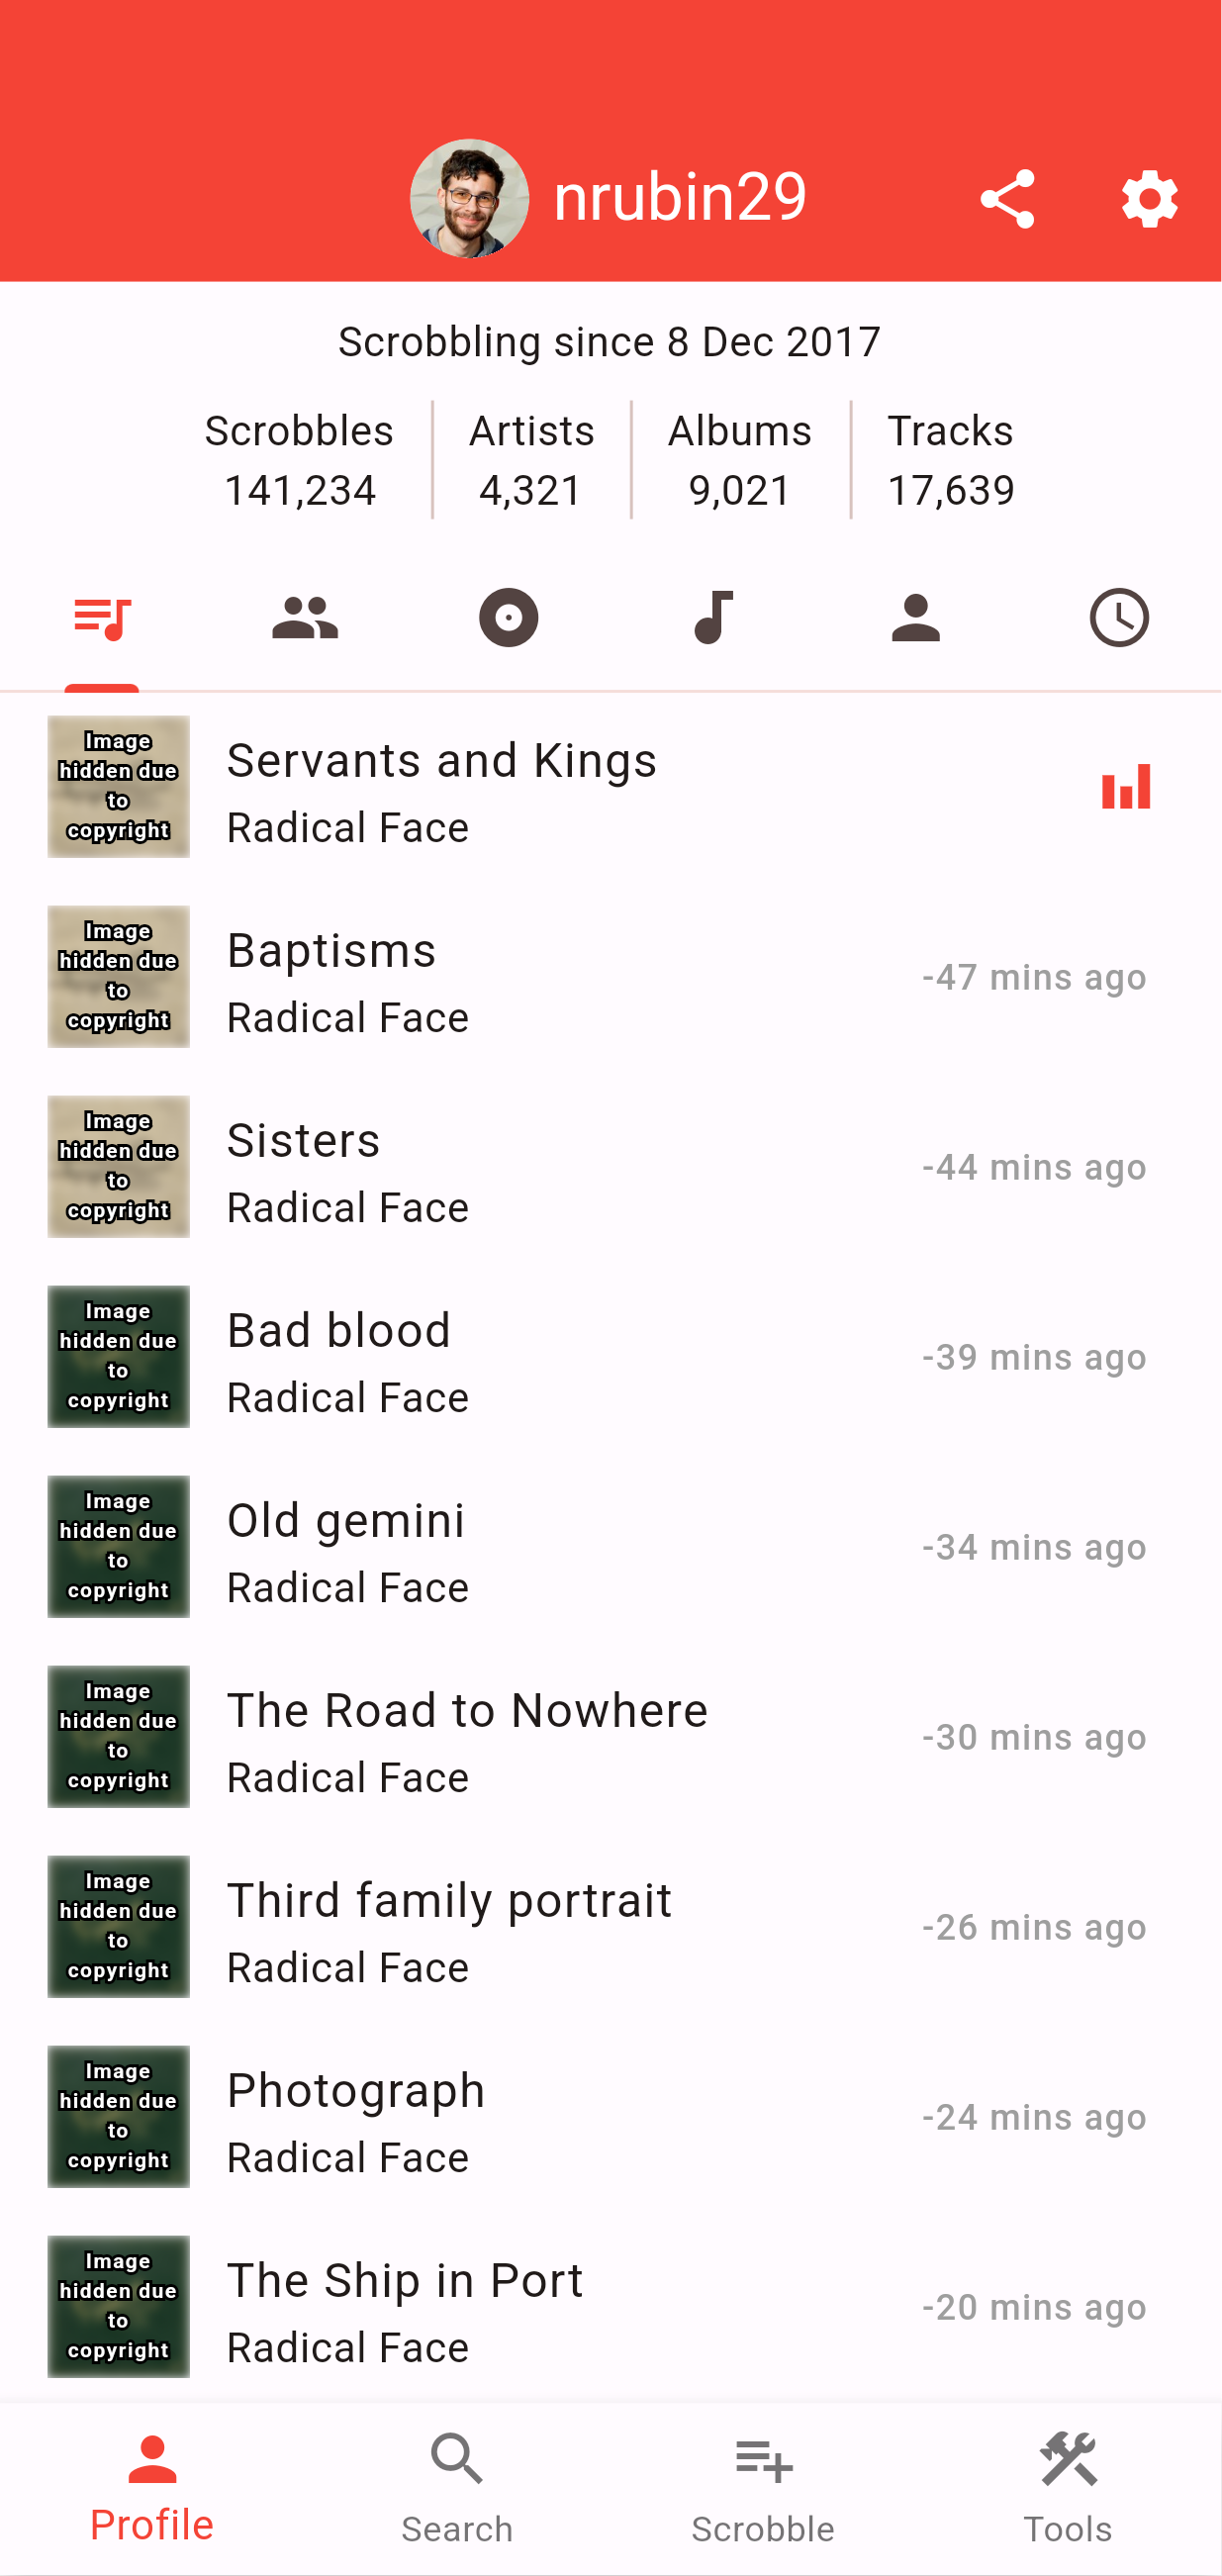 nrubin29
Scrobbling since 8 Dec 2017
Scrobbles Artists Albums Tracks
141,234 4,321 9,021 17,639
Image
hidden due
to
copyright
Servants and Kings
Radical Face
Image
hidden due
to
copyright
Baptisms
Radical Face
-47 mins ago
Image
hidden due
to
copyright
Sisters
Radical Face
-44 mins ago
Image
hidden due
to
copyright
Bad blood
Radical Face
-39 mins ago
Image
hidden due
to
copyright
Old gemini
Radical Face
-34 mins ago
Image
hidden due
to
copyright
The Road to Nowhere
Radical Face
-30 mins ago
Image
hidden due
to
copyright
Third family portrait
Radical Face
-26 mins ago
Image
hidden due
to
copyright
Photograph
Radical Face
-24 mins ago
Image
hidden due
to
copyright
The Ship in Port
Radical Face
-20 mins ago
Profile Search Scrobble Tools